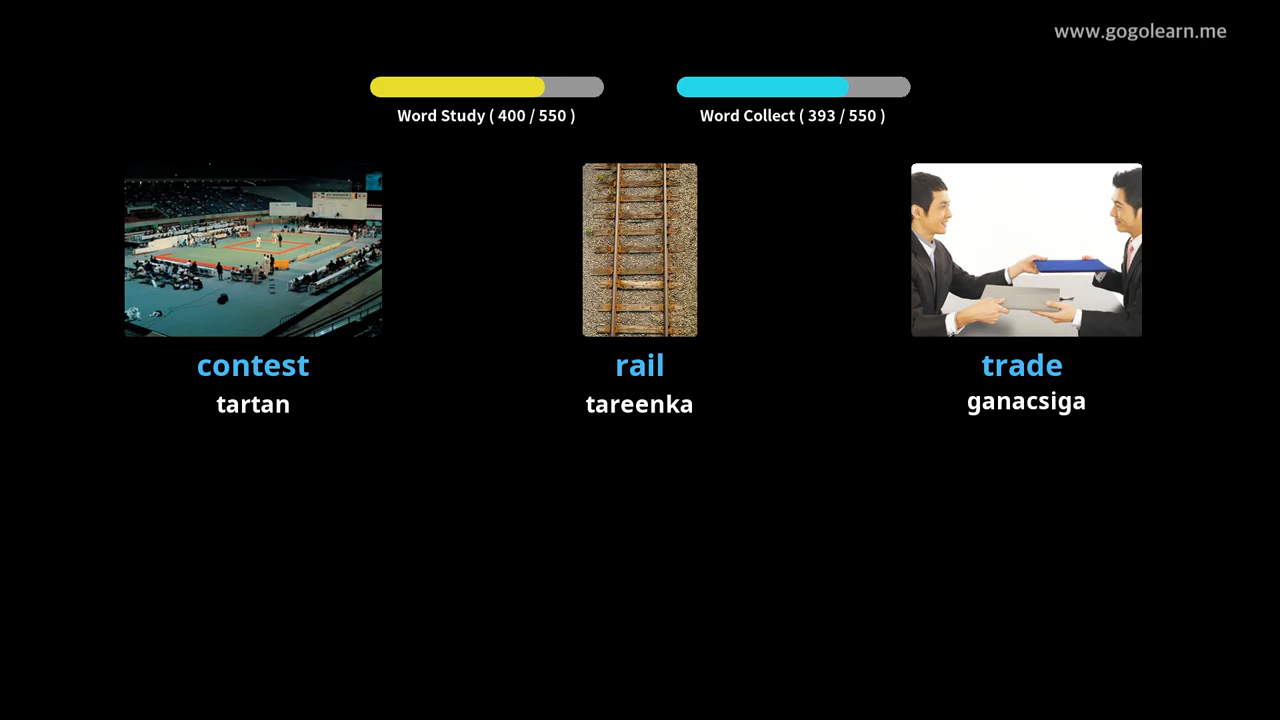 www.gogolearn.me
Word Study ( 400 / 550 )
Word Collect ( 393 / 550 )
contest
rail
trade
tartan
tareenka
ganacsiga